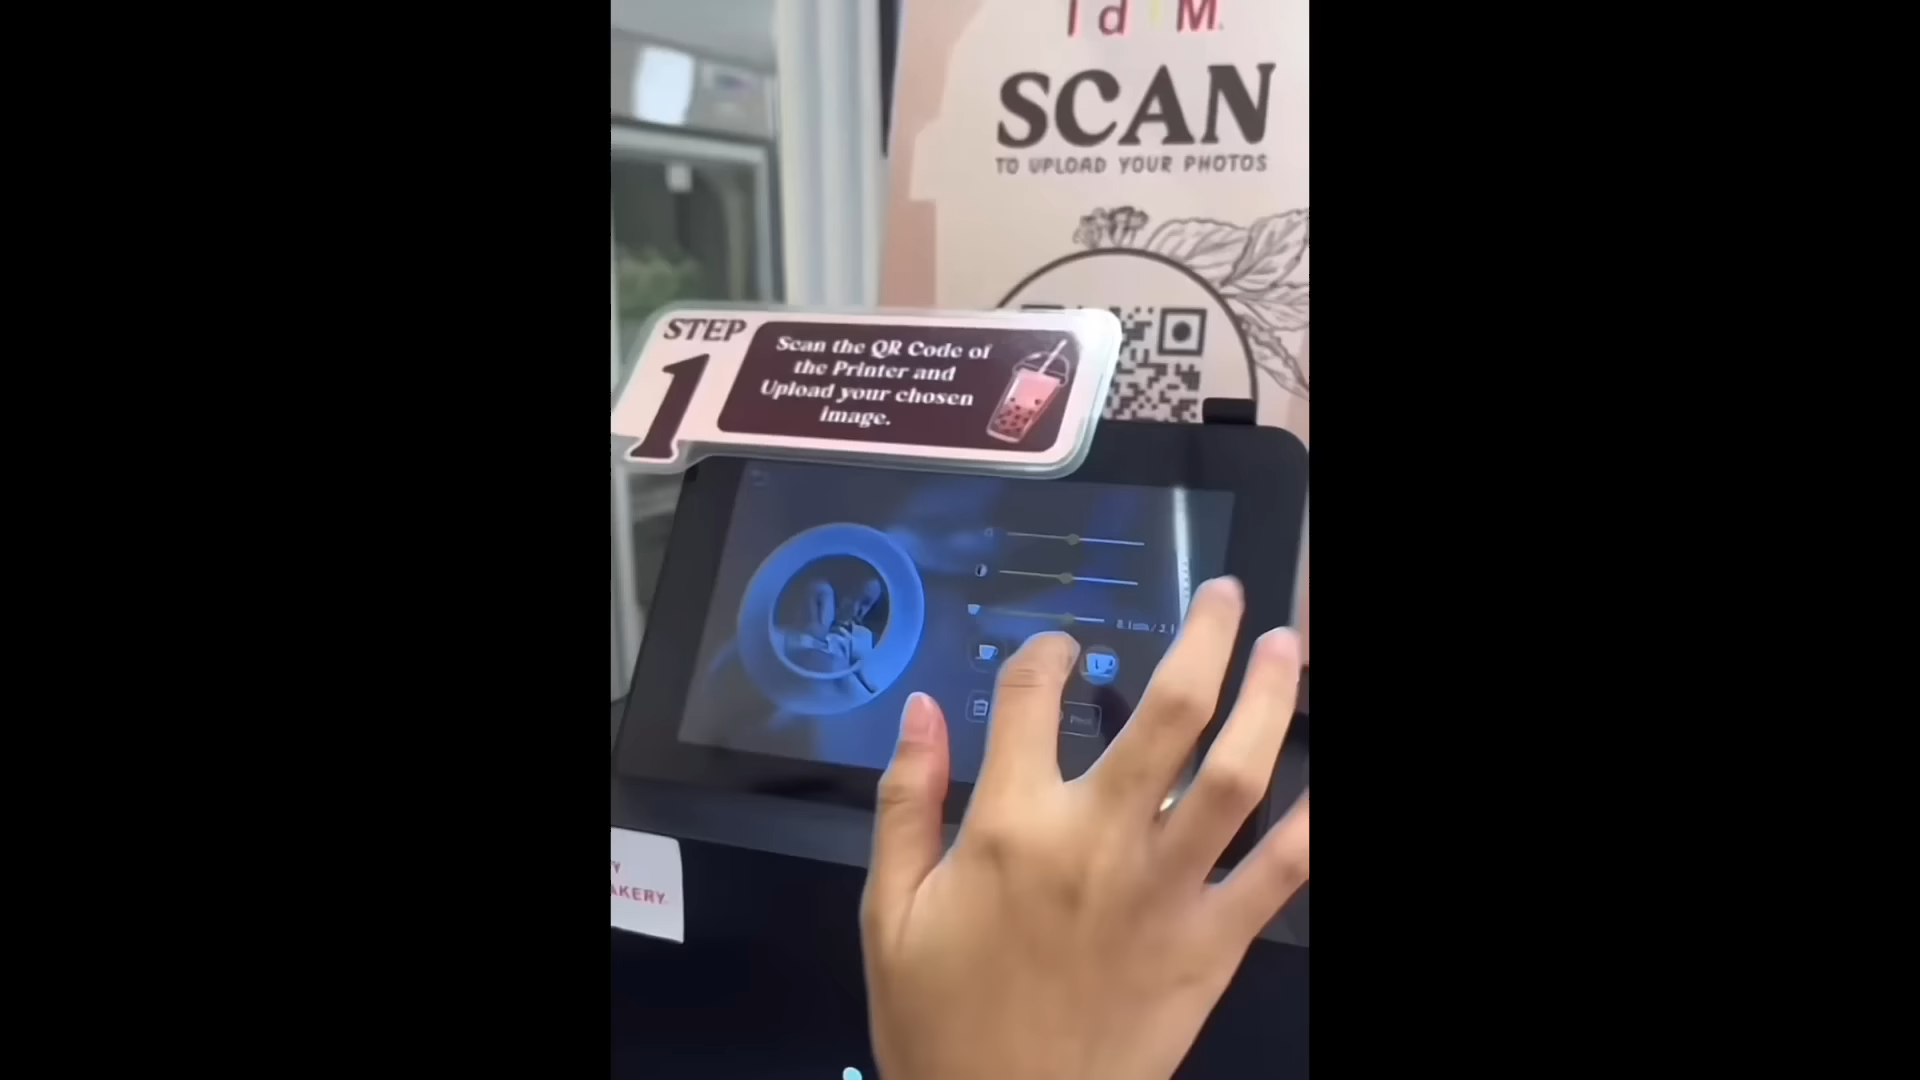 SCAN
TO UPLOAD YOUR PHOTOS
STEP
1
Scan the QR Code of
the Printer and
Upload your chosen
image.
Print
AKERY.